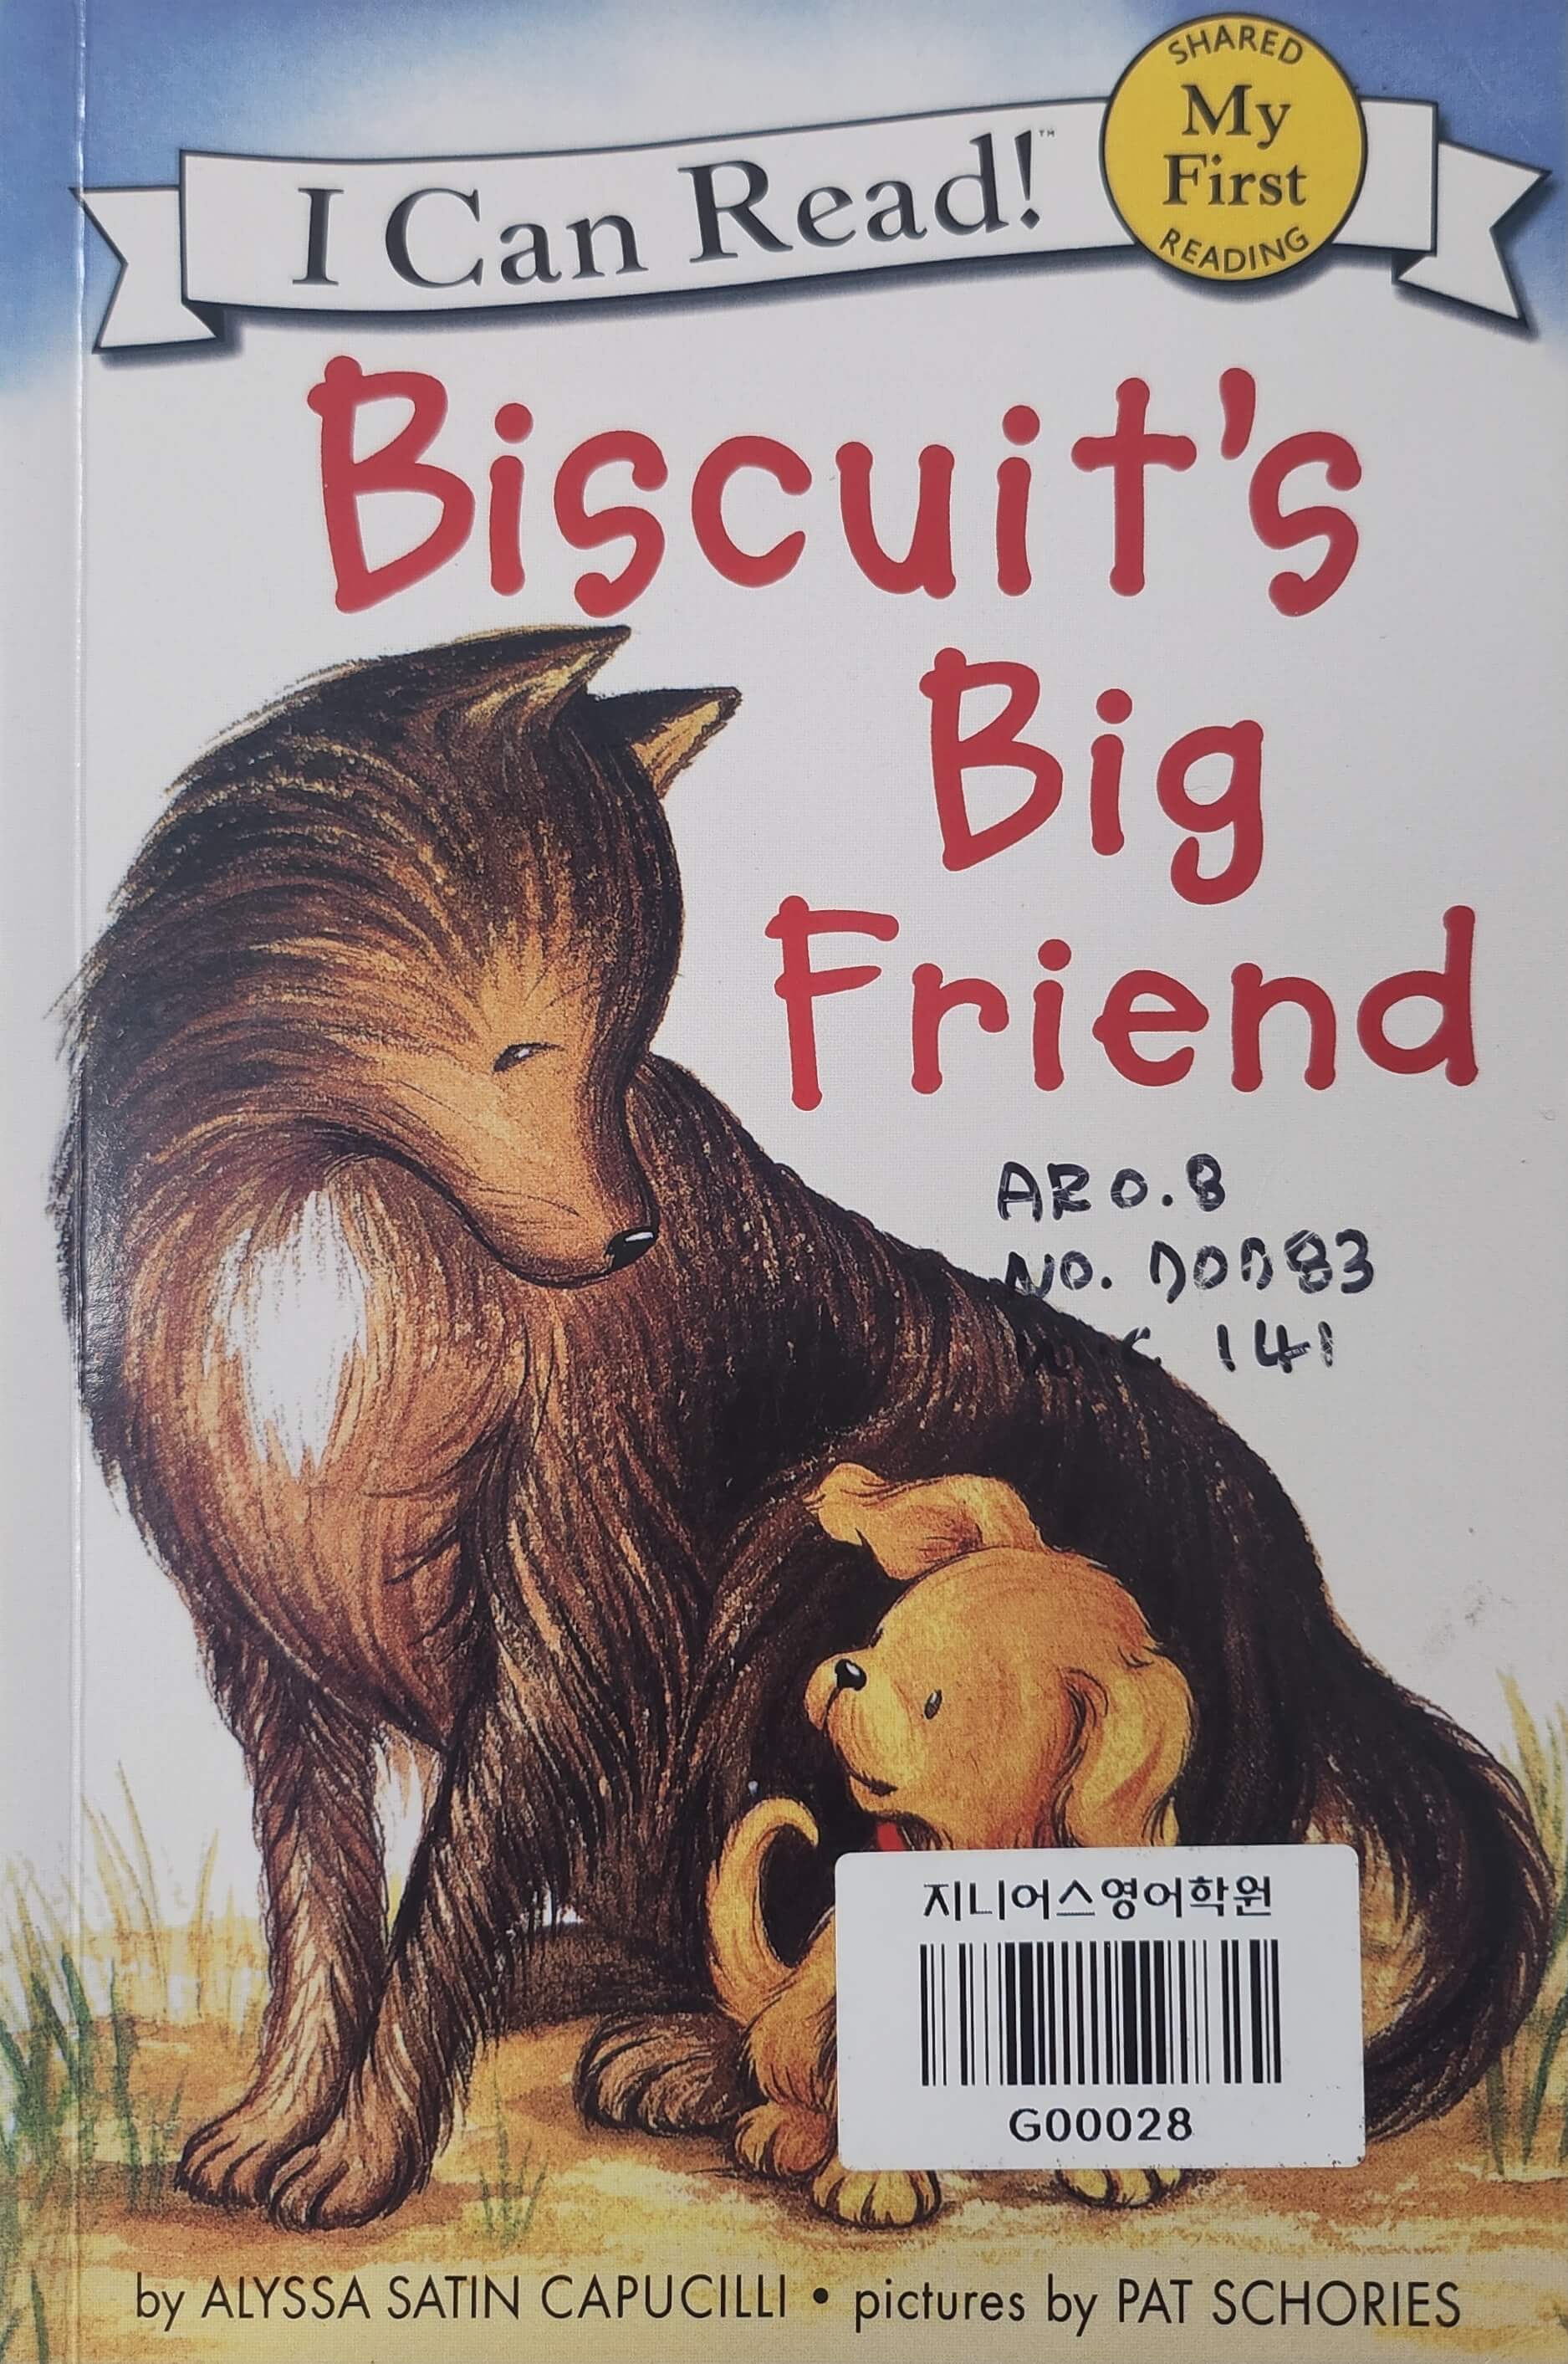 SHARED
My
First
READING
I Can Read!™
Biscuit's
Big
Friend
AR 0.8
NO.
141
지니어스영어학원
G00028
by ALYSSA SATIN CAPUCILLI • pictures by PAT SCHORIES